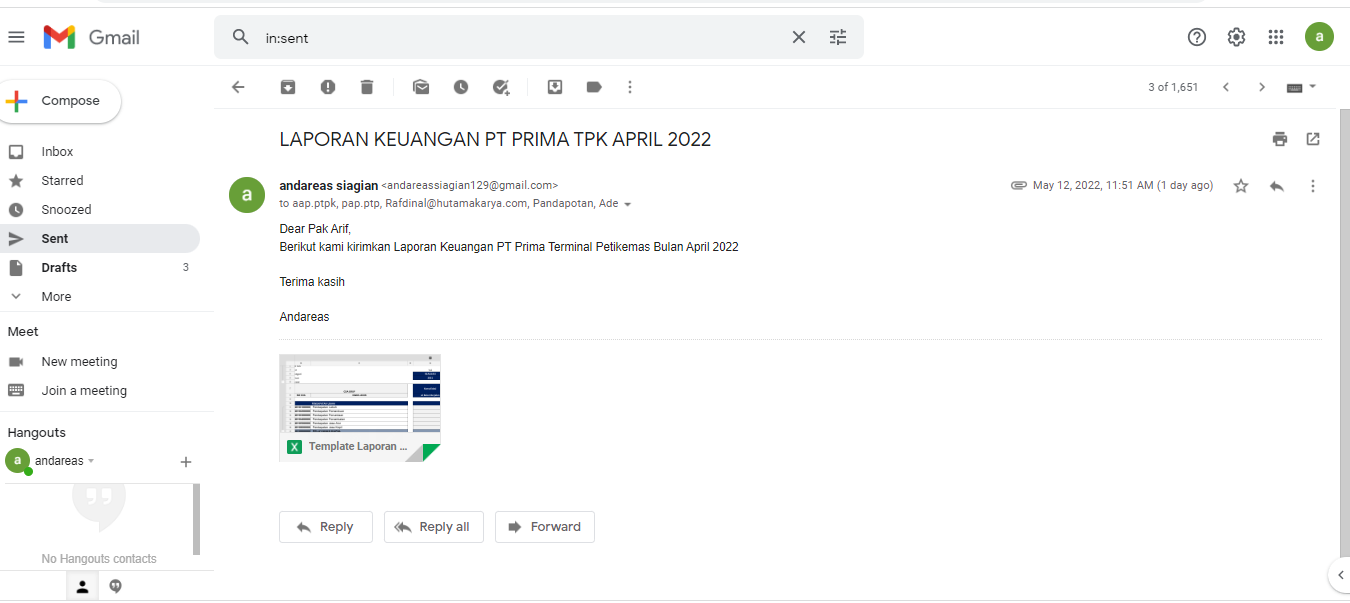 Gmail
in:sent
a
Compose
3 of 1,651
Inbox
Starred
Snoozed
Sent
Drafts 3
More
Meet
New meeting
Join a meeting
Hangouts
a andareas
No Hangouts contacts
LAPORAN KEUANGAN PT PRIMA TPK APRIL 2022
a
andareas siagian <andareassiagian129@gmail.com>
May 12, 2022, 11:51 AM (1 day ago)
to aap.ptpk, pap.ptp, Rafdinal@hutamakarya.com, Pandapotan, Ade
Dear Pak Arif,
Berikut kami kirimkan Laporan Keuangan PT Prima Terminal Petikemas Bulan April 2022
Terima kasih
Andareas
X Template Laporan ...
Reply Reply all Forward